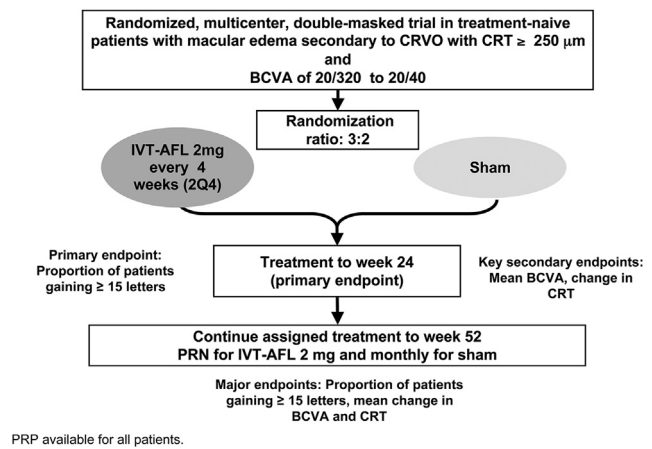 Randomized, multicenter, double-masked trial in treatment-naive
patients with macular edema secondary to CRVO with CRT ≥ 250 μm
and
BCVA of 20/320 to 20/40
Randomization
ratio: 3:2
IVT-AFL 2mg
every 4
weeks (2Q4)
Sham
Primary endpoint:
Proportion of patients
gaining ≥ 15 letters
Treatment to week 24
(primary endpoint)
Key secondary endpoints:
Mean BCVA, change in
CRT
Continue assigned treatment to week 52
PRN for IVT-AFL 2 mg and monthly for sham
Major endpoints: Proportion of patients
gaining ≥ 15 letters, mean change in
BCVA and CRT
PRP available for all patients.